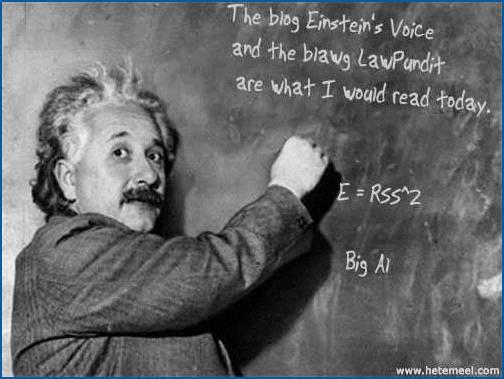 The blog Einstein's Voice
and the blawg LawPundit
are what I would read today.
E = RSS^2
Big Al
www.hetemeel.com